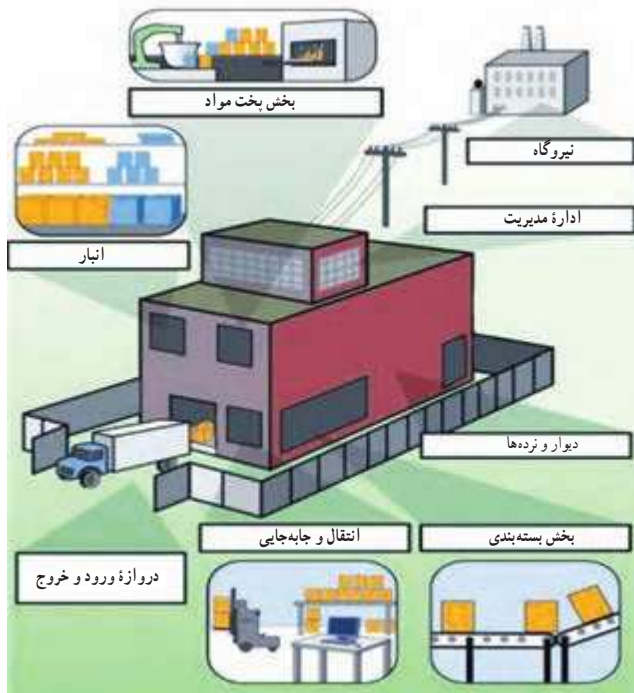 بخش پخت مواد
نیروگاه
ادارهٔ مدیریت
انبار
دیوار و نرده‌ها
انتقال و جابه‌جایی
بخش بسته‌بندی
دروازهٔ ورود و خروج